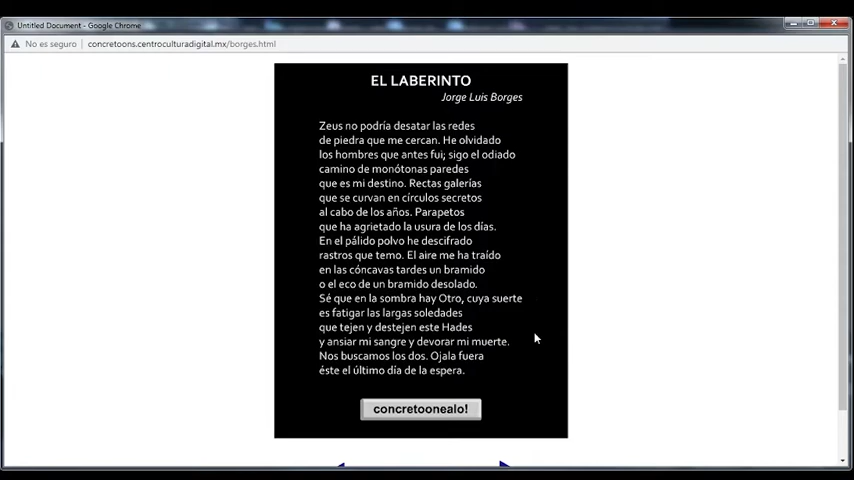 Untitled Document - Google Chrome
No es seguro
concretoons.centroculturadigital.mx/borges.html
EL LABERINTO
Jorge Luis Borges
Zeus no podría desatar las redes
de piedra que me cercan. He olvidado
los hombres que antes fui; sigo el odiado
camino de monótonas paredes
que es mi destino. Rectas galerías
que se curvan en círculos secretos
al cabo de los años. Parapetos
que ha agrietado la usura de los días.
En el pálido polvo he descifrado
rastros que temo. El aire me ha traído
en las cóncavas tardes un bramido
o el eco de un bramido desolado.
Sé que en la sombra hay Otro, cuya suerte
es fatigar las largas soledades
que tejen y destejen este Hades
y ansiar mi sangre y devorar mi muerte.
Nos buscamos los dos. Ojala fuera
éste el último día de la espera.
concretoonealo!